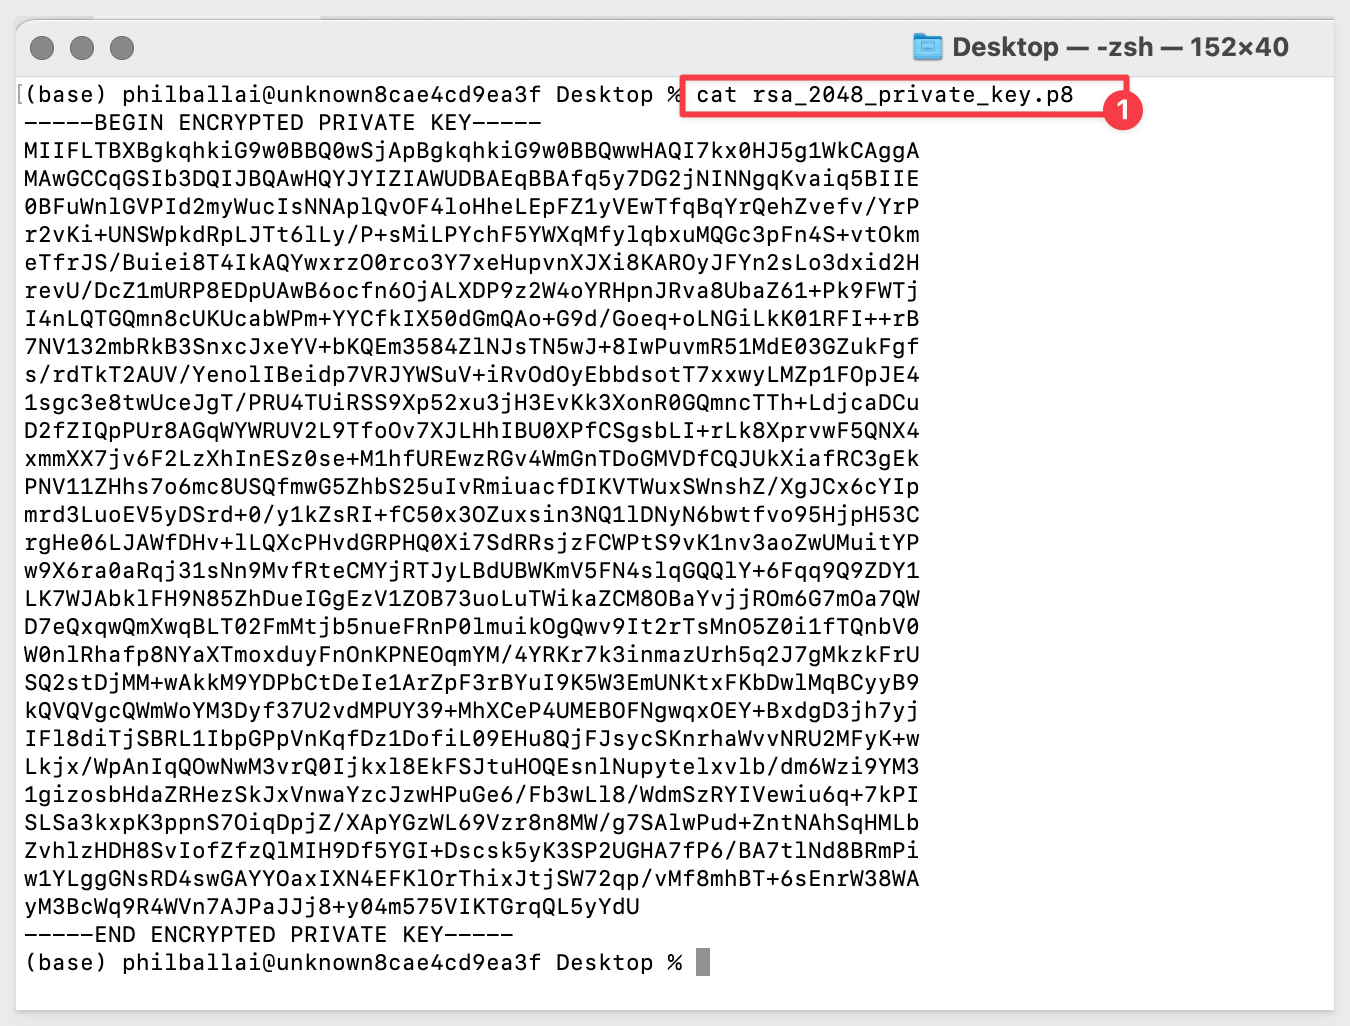 Desktop — -zsh — 152×40
[(base) philballai@unknown8cae4cd9ea3f Desktop % cat rsa_2048_private_key.p8
1
-----BEGIN ENCRYPTED PRIVATE KEY-----
MIIFLTBXBgkqhkiG9w0BBQ0wSjApBgkqhkiG9w0BBQwwHAQI7kx0HJ5g1WkCAggA
MAwGCCqGSIb3DQIJBQAwHQYJYIZIAWUDBAEqBBAfq5y7DG2jNINNgqKvaiq5BIIE
0BFuWnlGVPId2myWucIsNNAplQvOF4loHheLEpFZ1yVEwTfqBqYrQehZvefv/YrP
r2vKi+UNSWpkdRpLJTt6lLy/P+sMiLPYchF5YWXqMfylqbxuMQGc3pFn4S+vtOkm
eTfrJS/Buiei8T4IkAQYwxrzO0rco3Y7xeHupvnXJXi8KAROyJFYn2sLo3dxid2H
revU/DcZ1mURP8EDpUAwB6ocfn6OjALXDP9z2W4oYRHpnJRva8UbaZ61+Pk9FWTj
I4nLQTGQmn8cUKUcabWPm+YYCfkIX50dGmQAo+G9d/Goeq+oLNGiLkK01RFI++rB
7NV132mbRkB3SnxcJxeYV+bKQEm3584ZlNJsTN5wJ+8IwPuvmR51MdE03GZukFgf
s/rdTkT2AUV/YenolIBeidp7VRJYWSuV+iRvOdOyEbbdsotT7xxwyLMZp1FOpJE4
1sgc3e8twUceJgT/PRU4TUiRSS9Xp52xu3jH3EvKk3XonR0GQmncTTh+LdjcaDCu
D2fZIQpPUr8AGqWYWRUV2L9TfoOv7XJLHhIBU0XPfCSgsbLI+rLk8XprvwF5QNX4
xmmXX7jv6F2LzXhInESz0se+M1hfUREwzRGv4WmGnTDoGMVDfCQJUkXiafRC3gEk
PNV11ZHhs7o6mc8USQfmwG5ZhbS25uIvRmiuacfDIKVTWuxSWnshZ/XgJCx6cYIp
mrd3LuoEV5yDSrd+0/y1kZsRI+fC50x3OZuxsin3NQ1lDNyN6bwtfvo95HjpH53C
rgHe06LJAWfDHv+lLQXcPHvdGRPHQ0Xi7SdRRsjzFCWPtS9vK1nv3aoZwUMuitYP
w9X6ra0aRqj31sNn9MvfRteCMYjRTJyLBdUBWKmV5FN4slqGQQlY+6Fqq9Q9ZDY1
LK7WJAbklFH9N85ZhDueIGgEzV1ZOB73uoLuTWikaZCM8OBaYvjjROm6G7mOa7QW
D7eQxqwQmXwqBLT02FmMtjb5nueFRnP0lmuikOgQwv9It2rTsMnO5Z0i1fTQnbV0
W0nlRhafp8NYaXTmoxduyFnOnKPNEOqmYM/4YRKr7k3inmazUrh5q2J7gMkzkFrU
SQ2stDjMM+wAkkM9YDPbCtDeIe1ArZpF3rBYuI9K5W3EmUNKtxFKbDwlMqBCyyB9
kQVQVgcQWmWoYM3Dyf37U2vdMPUY39+MhXCeP4UMEBOFNgwqxOEY+BxdgD3jh7yj
IFl8diTjSBRL1IbpGPpVnKqfDz1DofiL09EHu8QjFJsycSKnrhaWvvNRU2MFyK+w
Lkjx/WpAnIqQOwNwM3vrQ0Ijkxl8EkFSJtuHOQEsnlNupytelxvlb/dm6Wzi9YM3
1gizosbHdaZRHezSkJxVnwaYzcJzwHPuGe6/Fb3wLl8/WdmSzRYIVewiu6q+7kPI
SLSa3kxpK3ppnS7OiqDpjZ/XApYGzWL69Vzr8n8MW/g7SAlwPud+ZntNAhSqHMLb
ZvhlzHDH8SvIofZfzQlMIH9Df5YGI+Dscsk5yK3SP2UGHA7fP6/BA7tlNd8BRmPi
w1YLggGNsRD4swGAYYOaxIXN4EFKlOrThixJtjSW72qp/vMf8mhBT+6sEnrW38WA
yM3BcWq9R4WVn7AJPaJJj8+y04m575VIKTGrqQL5yYdU
-----END ENCRYPTED PRIVATE KEY-----
(base) philballai@unknown8cae4cd9ea3f Desktop %